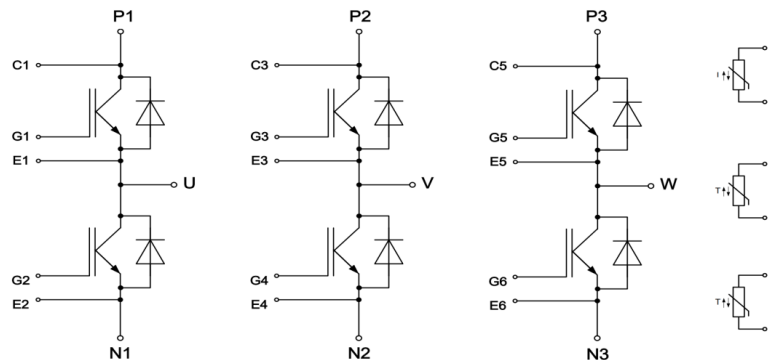 P1 P2 P3
C1 C3 C5
G1 G3 G5
E1 E3 E5
U V W
G2 G4 G6
E2 E4 E6
N1 N2 N3
T
T